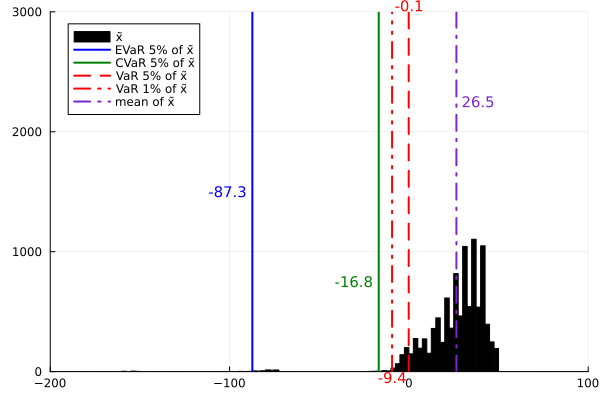 -0.1
3000
x̃
EVaR 5% of x̃
CVaR 5% of x̃
VaR 5% of x̃
VaR 1% of x̃
mean of x̃
26.5
2000
-87.3
1000
-16.8
0
-9.4
−200
−100
0
100